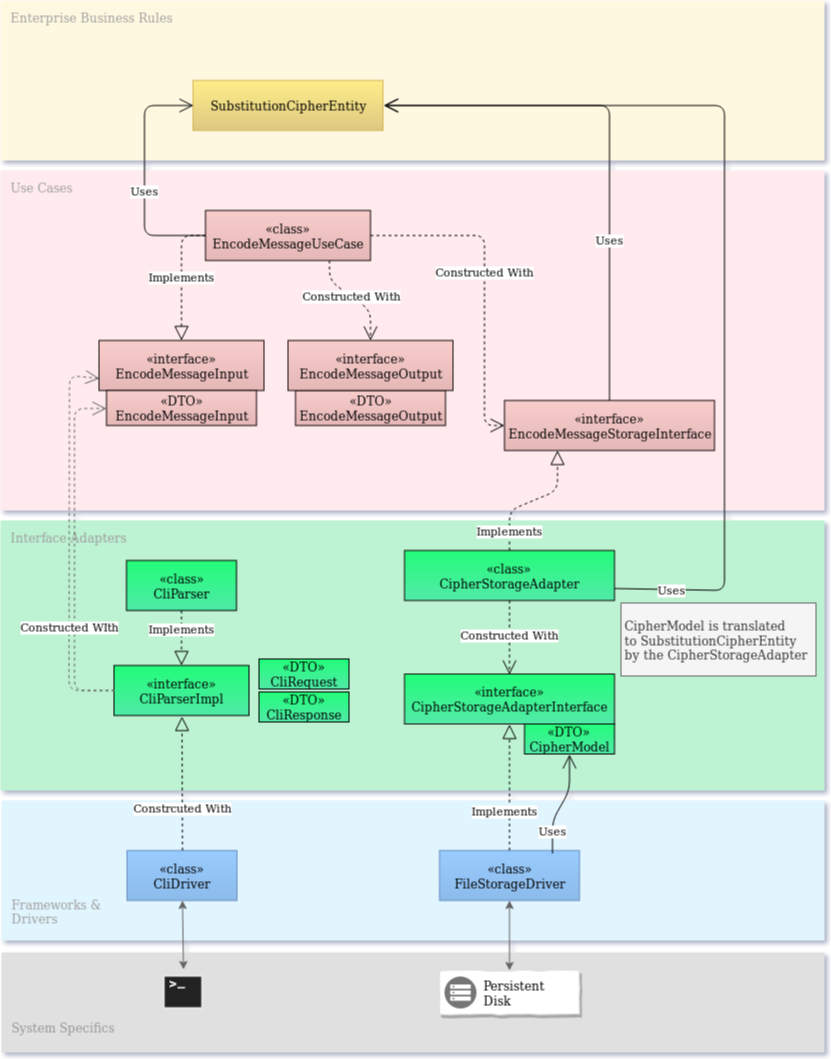 Enterprise Business Rules
SubstitutionCipherEntity
Use Cases
Uses
«class»
EncodeMessageUseCase
Uses
Implements
Constructed With
Constructed With
«interface»
EncodeMessageInput
«DTO»
EncodeMessageInput
«interface»
EncodeMessageOutput
«DTO»
EncodeMessageOutput
«interface»
EncodeMessageStorageInterface
Interface Adapters
Implements
«class»
CliParser
«class»
CipherStorageAdapter
Uses
Constructed WIth
Implements
Constructed With
CipherModel is translated
to SubstitutionCipherEntity
by the CipherStorageAdapter
«interface»
CliParserImpl
«DTO»
CliRequest
«DTO»
CliResponse
«interface»
CipherStorageAdapterInterface
«DTO»
CipherModel
Constrcuted With
Implements
Uses
«class»
CliDriver
«class»
FileStorageDriver
Frameworks &
Drivers
>_
Persistent
Disk
System Specifics